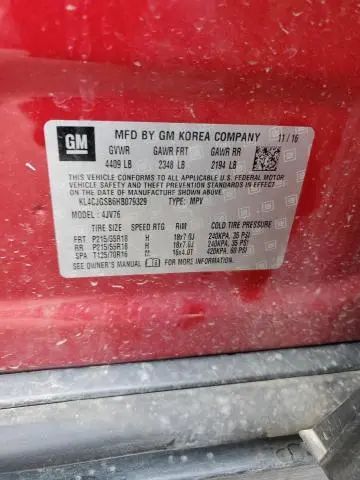 GM
MFD BY GM KOREA COMPANY 11/16
GVWR GAWR FRT GAWR RR
4409 LB 2348 LB 2194 LB
THIS VEHICLE CONFORMS TO ALL APPLICABLE U.S. FEDERAL MOTOR
VEHICLE SAFETY AND THEFT PREVENTION STANDARDS IN
EFFECT ON THE DATE OF MANUFACTURE SHOWN ABOVE.
KL4CJGSB6HB079329 TYPE: MPV
MODEL: 4JV76
TIRE SIZE SPEED RTG RIM COLD TIRE PRESSURE
FRT P215/55R18 H 18x7.0J 240KPA, 35 PSI
RR P215/55R18 H 18x7.0J 240KPA, 35 PSI
SPA T125/70R16 16x4.0T 420KPA, 60 PSI
SEE OWNER'S MANUAL FOR MORE INFORMATION.